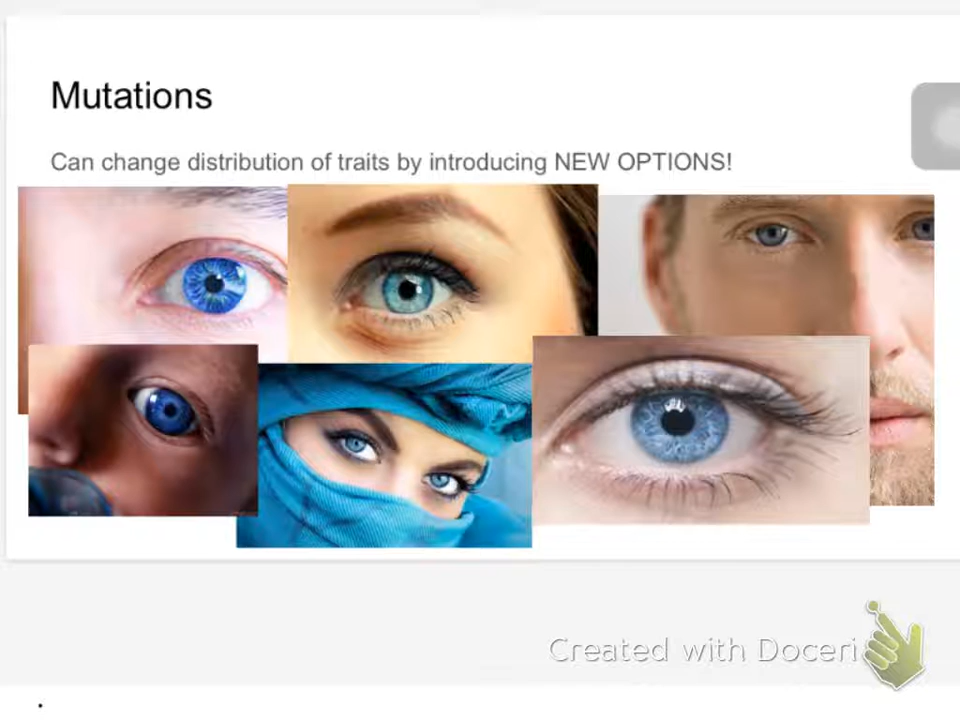 Mutations
Can change distribution of traits by introducing NEW OPTIONS!
Created with Doceri